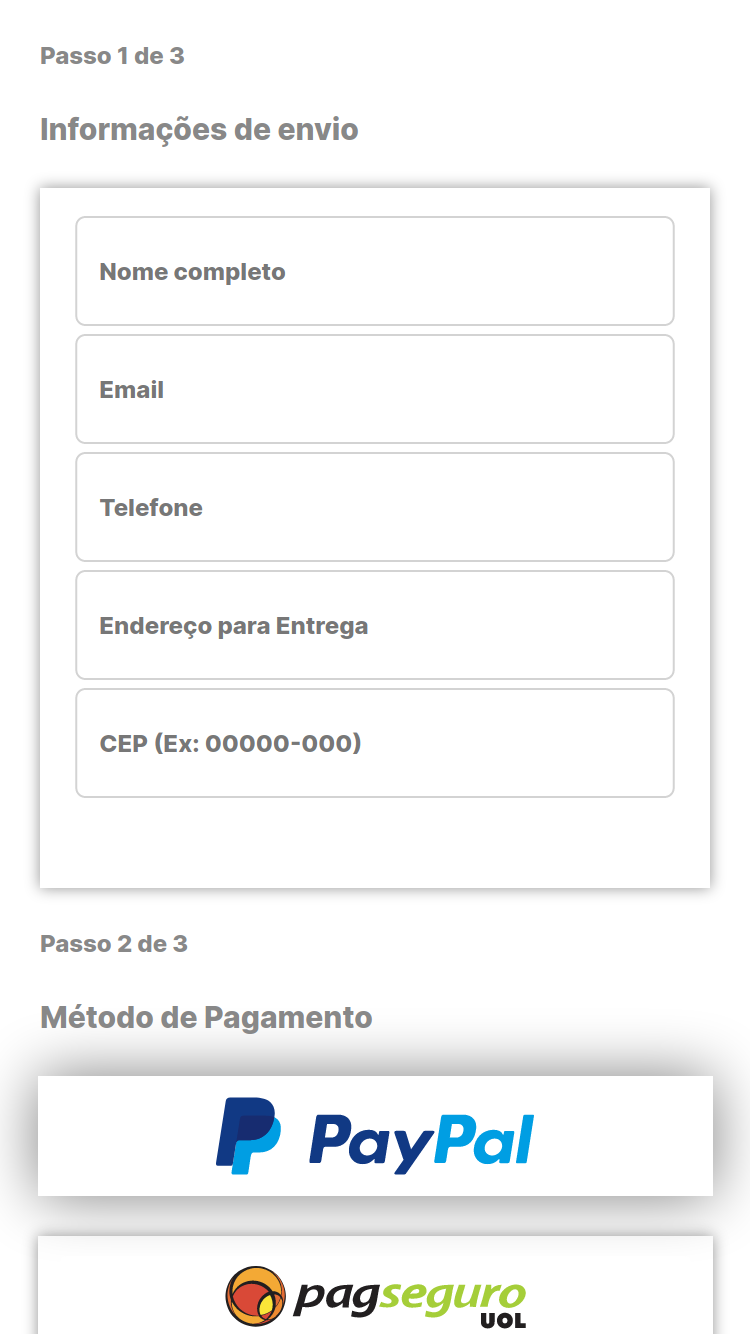 Passo 1 de 3
Informações de envio
Nome completo
Email
Telefone
Endereço para Entrega
CEP (Ex: 00000-000)
Passo 2 de 3
Método de Pagamento
PayPal
pagseguro
UOL